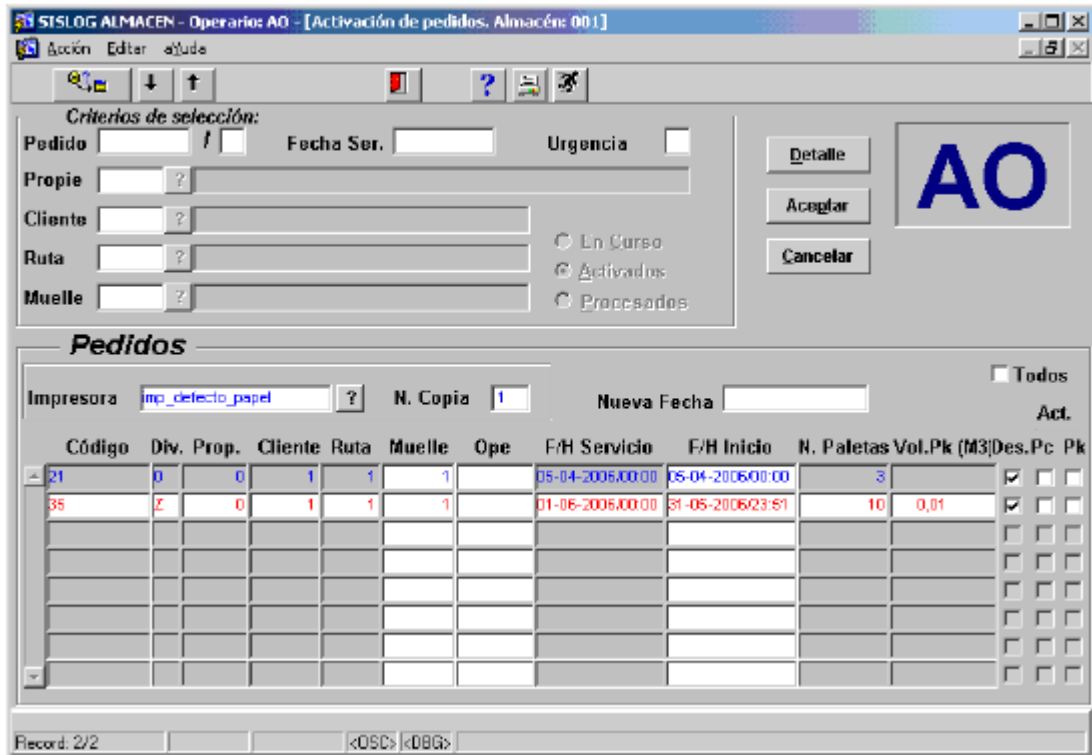 SISLOG ALMACEN - Operario: AO - [Activación de pedidos. Almacén: 001]
Acción Editar aYuda
?
Criterios de selección:
Pedido / Fecha Ser. Urgencia
Detalle
AO
Propie ?
Aceptar
Cliente ?
En Curso
Cancelar
Ruta ?
Activados
Muelle ?
Procesados
Pedidos
Todos
Impresora imp_defecto_papel ? N. Copia 1 Nueva Fecha
Act.
Código Div. Prop. Cliente Ruta Muelle Ope F/H Servicio F/H Inicio N. Paletas Vol.Pk (M3) Des. Pc Pk
21 0 0 1 1 1 05-04-2006/00:00 05-04-2006/00:00 3
35 Z 0 1 1 1 01-06-2006/00:00 31-05-2006/23:51 10 0,01
Record: 2/2 <OSC> <DBG>